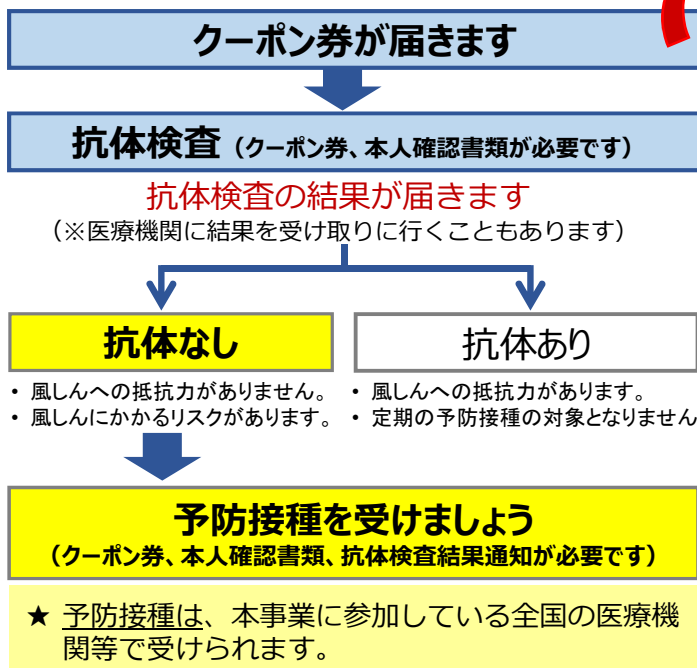 クーポン券が届きます
抗体検査（クーポン券、本人確認書類が必要です）
抗体検査の結果が届きます
（※医療機関に結果を受け取りに行くこともあります）
抗体なし
・ 風しんへの抵抗力がありません。
・ 風しんにかかるリスクがあります。
抗体あり
・ 風しんへの抵抗力があります。
・ 定期の予防接種の対象となりません
予防接種を受けましょう
（クーポン券、本人確認書類、抗体検査結果通知が必要です）
★ 予防接種は、本事業に参加している全国の医療機
関等で受けられます。